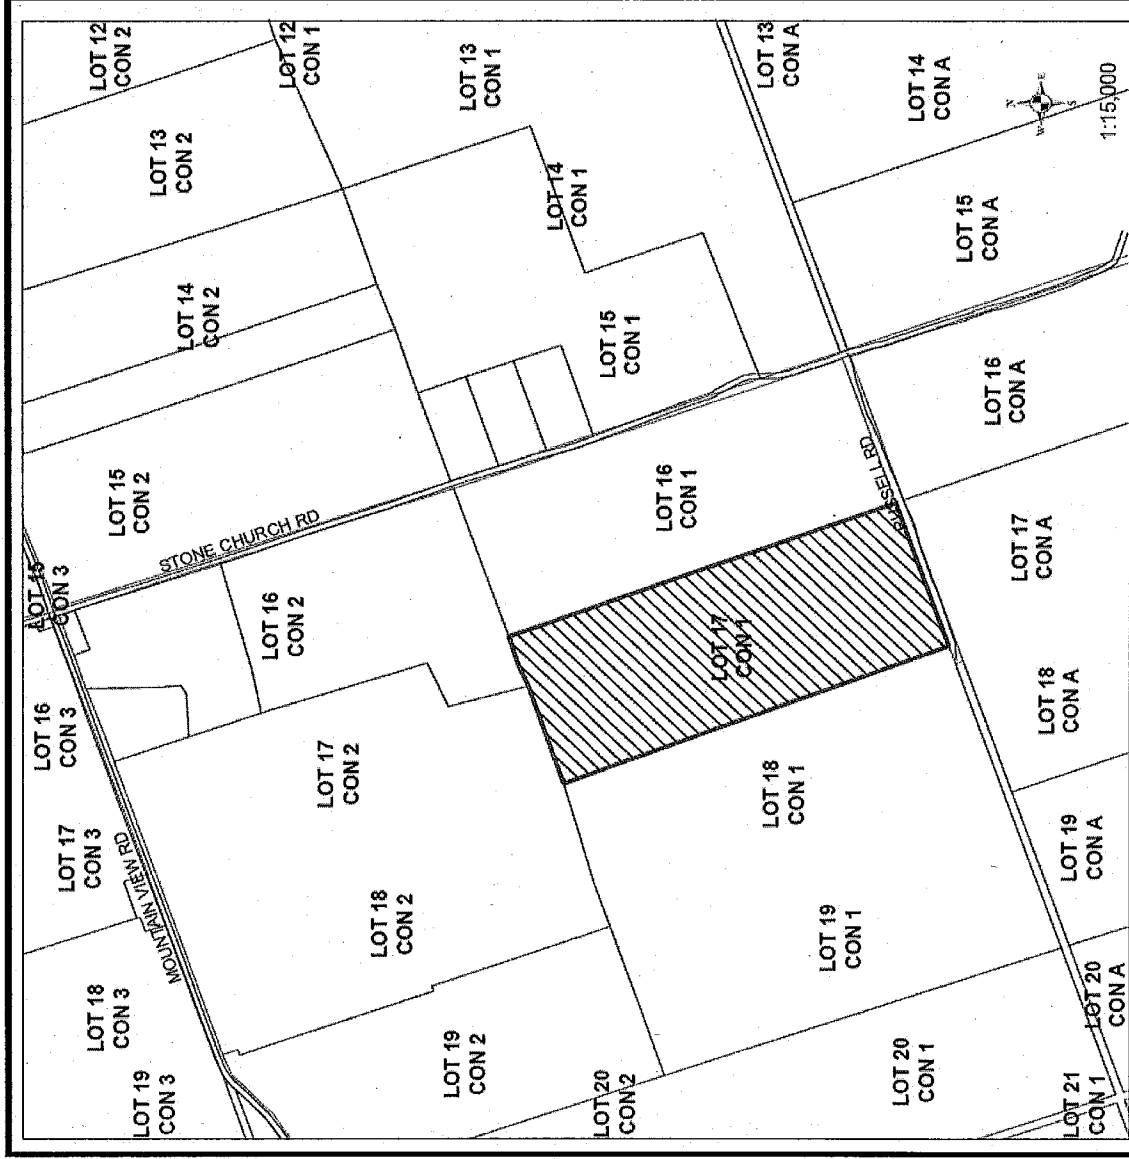 LOT 16
CON 3
LOT 15
CON 3
LOT 17
CON 3
LOT 18
CON 3
LOT 12
CON 2
LOT 15
CON 2
LOT 19
CON 3
MOUNTAIN VIEW RD
LOT 13
CON 2
LOT 14
CON 2
STONE CHURCH RD
LOT 16
CON 2
LOT 12
CON 1
LOT 17
CON 2
LOT 18
CON 2
LOT 19
CON 2
LOT 13
CON 1
LOT 14
CON 1
LOT 20
CON 2
LOT 15
CON 1
LOT 16
CON 1
LOT 17
CON 1
LOT 18
CON 1
LOT 13
CON A
LOT 19
CON 1
RUSSELL RD
LOT 20
CON 1
LOT 14
CON A
LOT 15
CON A
LOT 16
CON A
LOT 17
CON A
LOT 18
CON A
LOT 19
CON A
LOT 20
CON A
LOT 21
CON 1
N
W
E
S
1:15,000